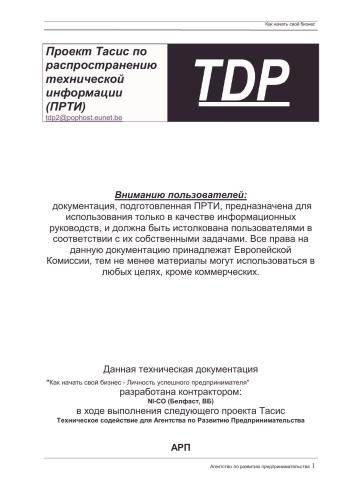 Как начать свой бизнес
Проект Тасис по
распространению
технической
информации
(ПРТИ)
tdp2@pophost.eunet.be
TDP
Вниманию пользователей:
документация, подготовленная ПРТИ, предназначена для
использования только в качестве информационных
руководств, и должна быть истолкована пользователями в
соответствии с их собственными задачами. Все права на
данную документацию принадлежат Европейской
Комиссии, тем не менее материалы могут использоваться в
любых целях, кроме коммерческих.
Данная техническая документация
"Как начать свой бизнес - Личность успешного предпринимателя"
разработана контрактором:
NI-CO (Белфаст, ВБ)
в ходе выполнения следующего проекта Тасис
Техническое содействие для Агентства по Развитию Предпринимательства
АРП
Агентство по развитию предпринимательства 1